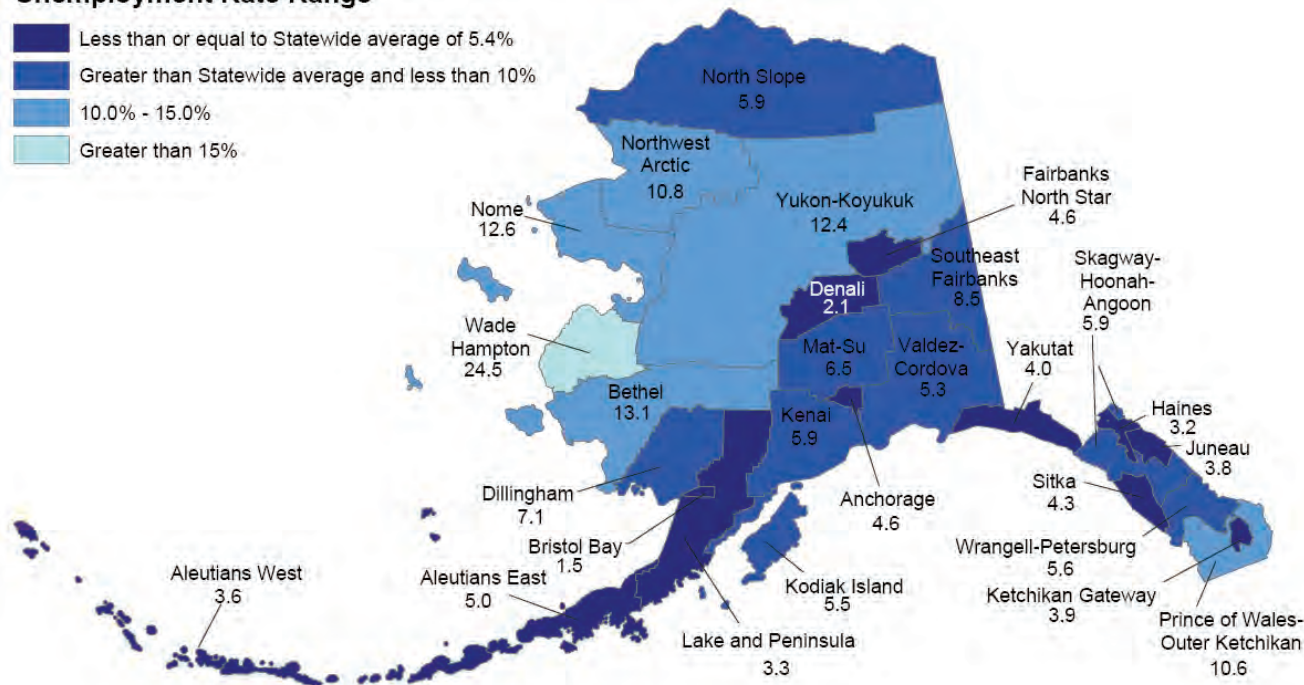 Unemployment Rate Range
Less than or equal to Statewide average of 5.4%
Greater than Statewide average and less than 10%
10.0% - 15.0%
Greater than 15%
North Slope
5.9
Northwest
Arctic
10.8
Nome
12.6
Yukon-Koyukuk
12.4
Fairbanks
North Star
4.6
Southeast
Fairbanks
8.5
Skagway-
Hoonah-
Angoon
5.9
Denali
2.1
Wade
Hampton
24.5
Mat-Su
6.5
Valdez-
Cordova
5.3
Yakutat
4.0
Haines
3.2
Juneau
3.8
Bethel
13.1
Kenai
5.9
Sitka
4.3
Dillingham
7.1
Anchorage
4.6
Bristol Bay
1.5
Wrangell-Petersburg
5.6
Aleutians West
3.6
Aleutians East
5.0
Kodiak Island
5.5
Ketchikan Gateway
3.9
Lake and Peninsula
3.3
Prince of Wales-
Outer Ketchikan
10.6